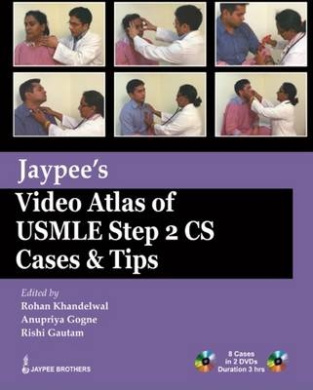 Jaypee's
Video Atlas of
USMLE Step 2 CS
Cases & Tips
Edited by
Rohan Khandelwal
Anupriya Gogne
Rishi Gautam
JAYPEE BROTHERS
8 Cases
in 2 DVDs
Duration 3 hrs